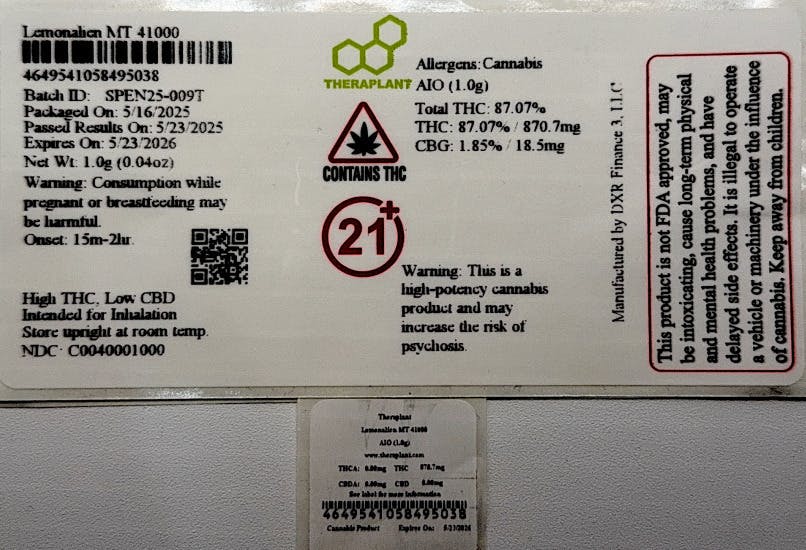 Lemonalien MT 41000
4649541058495038
Batch ID: SPEN25-009T
Packaged On: 5/16/2025
Passed Results On: 5/23/2025
Expires On: 5/23/2026
Net Wt: 1.0g (0.04oz)
Warning: Consumption while
pregnant or breastfeeding may
be harmful.
Onset: 15m-2hr.
High THC, Low CBD
Intended for Inhalation
Store upright at room temp.
NDC: C0040001000
THERAPLANT
CONTAINS THC
21+
Allergens: Cannabis
AIO (1.0g)
Total THC: 87.07%
THC: 87.07% / 870.7mg
CBG: 1.85% / 18.5mg
Warning: This is a
high-potency cannabis
product and may
increase the risk of
psychosis.
Manufactured by DXR Finance 3, LLC
This product is not FDA approved, may
be intoxicating, cause long-term physical
and mental health problems, and have
delayed side effects. It is illegal to operate
a vehicle or machinery under the influence
of cannabis. Keep away from children.
Theraplant
Lemonalien MT 41000
AIO (1.0g)
www.theraplant.com
THCA: 0.00mg THC 870.7mg
CBDA: 0.00mg CBD 0.00mg
See label for more information
4649541058495038
Cannabis Product Expires On: 5/23/2026